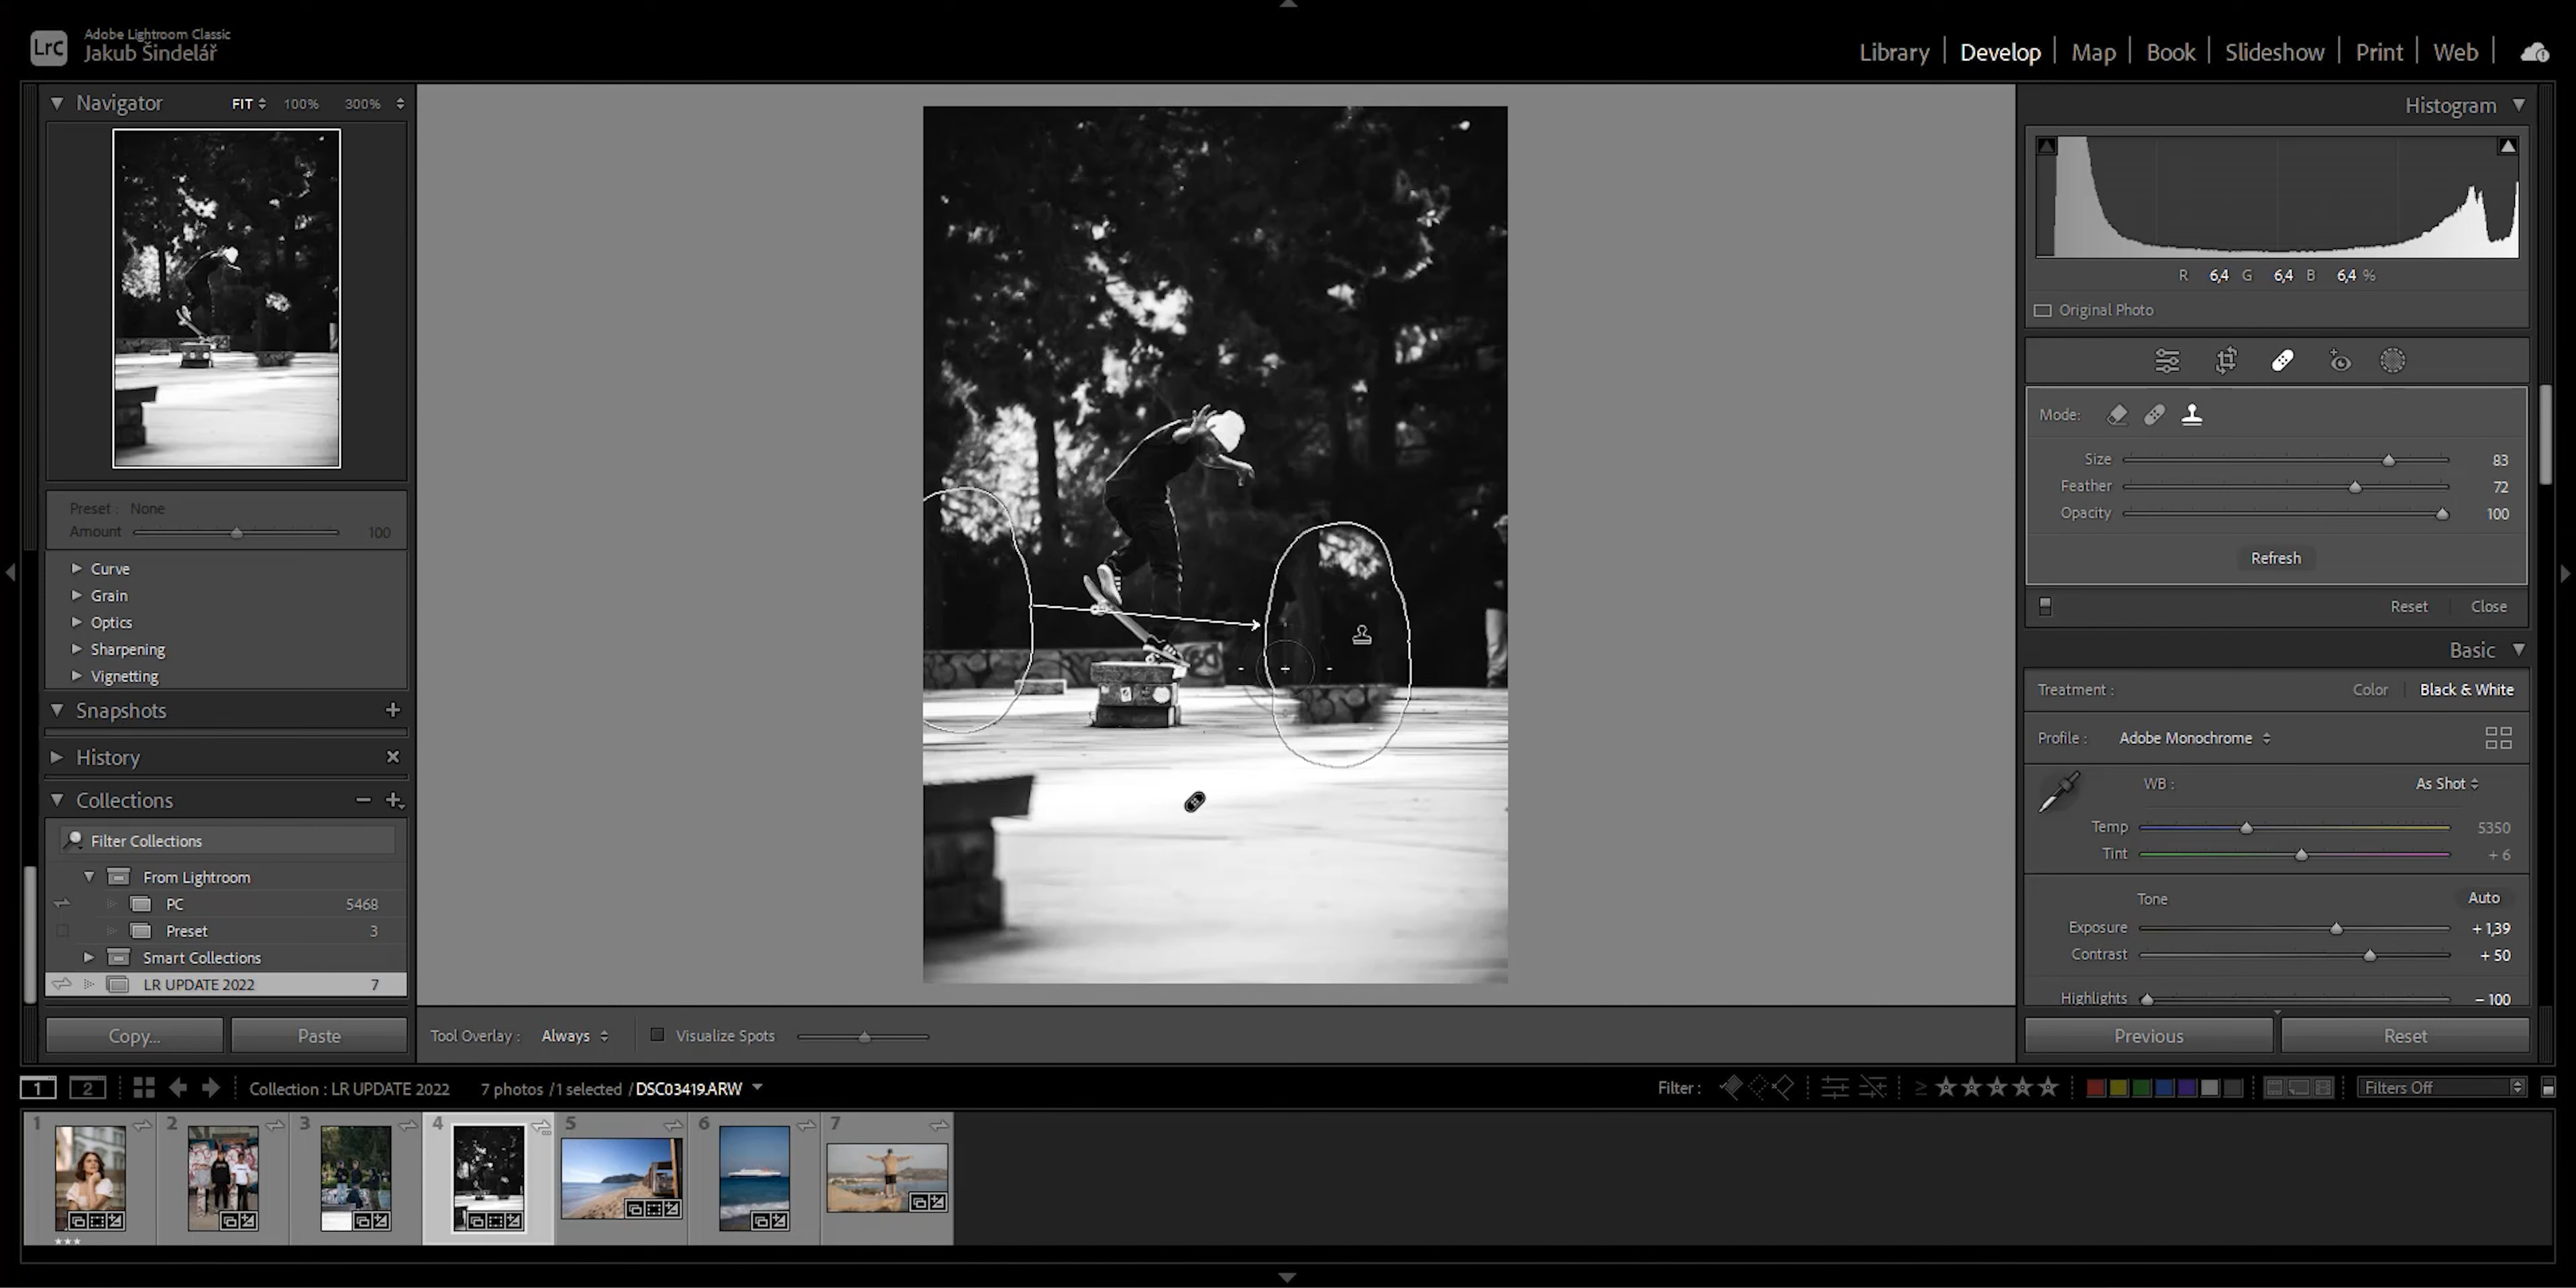 LrC
Adobe Lightroom Classic
Jakub Šindelář
Library | Develop | Map | Book | Slideshow | Print | Web |
Navigator FIT 100% 300%
Preset : None
Amount 100
Curve
Grain
Optics
Sharpening
Vignetting
Snapshots +
History ×
Collections
Filter Collections
From Lightroom
PC 5468
Preset 3
Smart Collections
LR UPDATE 2022 7
Copy... Paste
Tool Overlay : Always Visualize Spots
Histogram
R 6,4 G 6,4 B 6,4 %
Original Photo
Mode:
Size 83
Feather 72
Opacity 100
Refresh
Reset Close
Basic
Treatment : Color Black & White
Profile : Adobe Monochrome
WB : As Shot
Temp 5350
Tint + 6
Tone Auto
Exposure + 1,39
Contrast + 50
Highlights – 100
Previous Reset
1 2 Collection : LR UPDATE 2022 7 photos / 1 selected / DSC03419.ARW Filter : ≥ ★★★★★ Filters Off
1 2 3 4 5 6 7
★★★